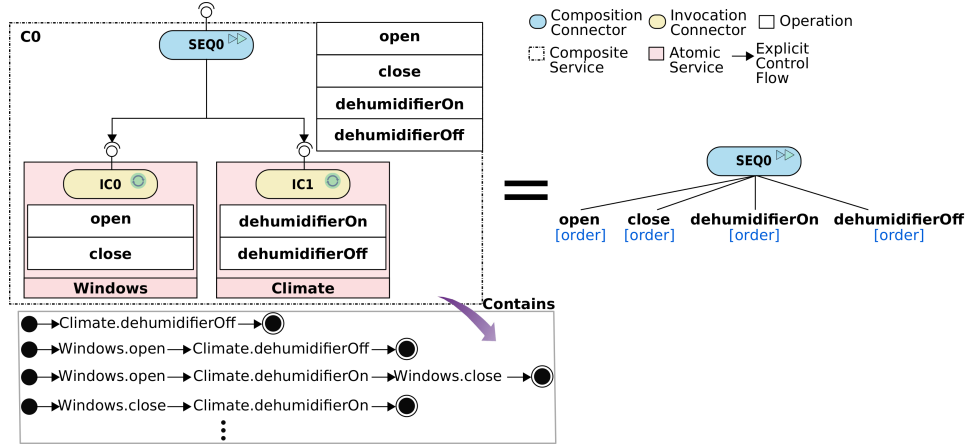 C0
SEQ0
open
close
dehumidifierOn
dehumidifierOff
IC0
open
close
Windows
IC1
dehumidifierOn
dehumidifierOff
Climate
Composition
Connector
Invocation
Connector
Operation
Composite
Service
Atomic
Service
Explicit
Control
Flow
=
SEQ0
open
[order]
close
[order]
dehumidifierOn
[order]
dehumidifierOff
[order]
Contains
Climate.dehumidifierOff
Windows.open Climate.dehumidifierOff
Windows.open Climate.dehumidifierOn Windows.close
Windows.close Climate.dehumidifierOn